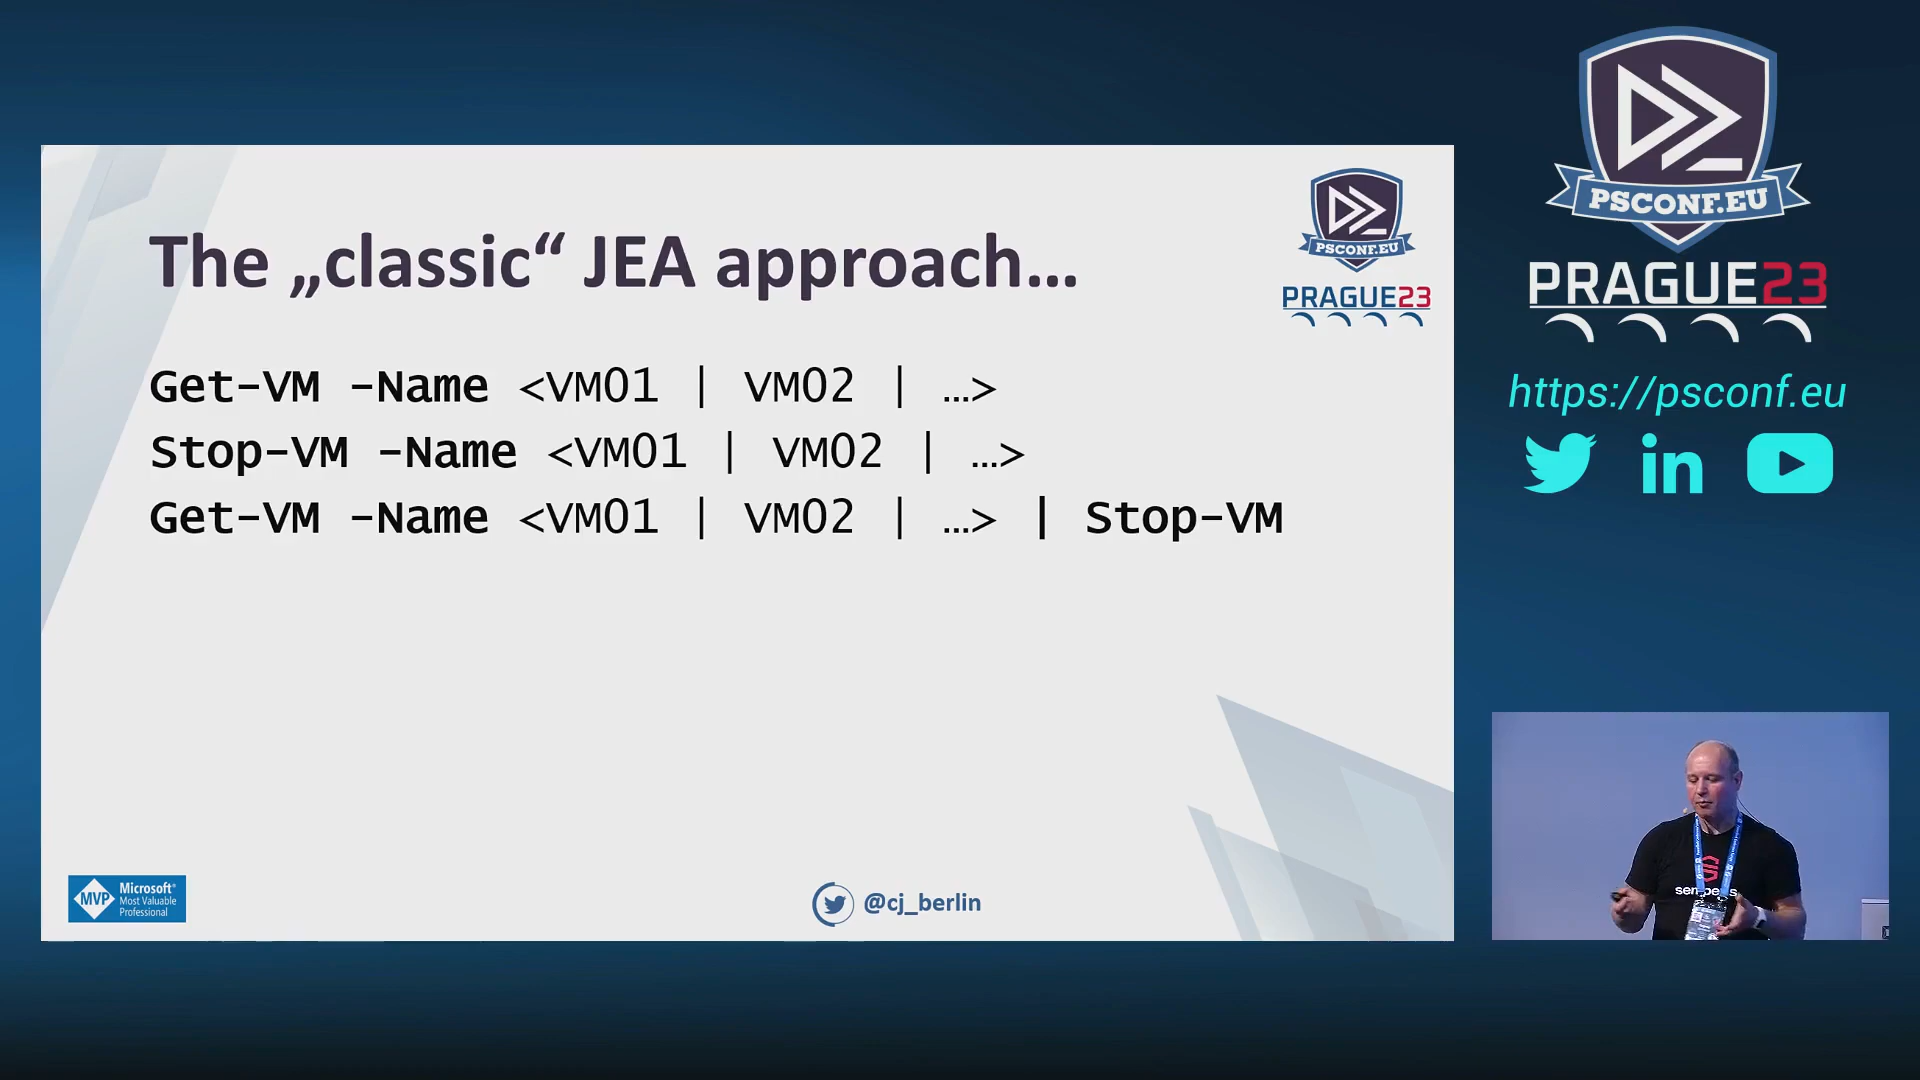 The „classic“ JEA approach…
Get-VM -Name <VM01 | VM02 | …>
Stop-VM -Name <VM01 | VM02 | …>
Get-VM -Name <VM01 | VM02 | …> | Stop-VM
PSCONF.EU
PRAGUE23
MVP
Microsoft®
Most Valuable
Professional
@cj_berlin
PSCONF.EU
PRAGUE23
https://psconf.eu
in